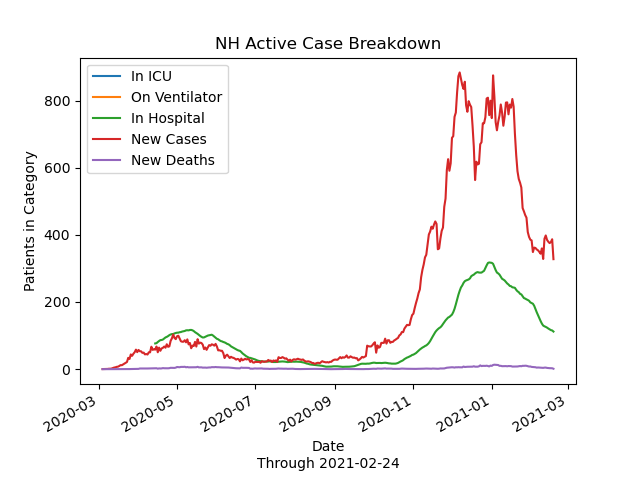 NH Active Case Breakdown
In ICU
On Ventilator
In Hospital
New Cases
New Deaths
Patients in Category
800
600
400
200
0
2020-03
2020-05
2020-07
2020-09
2020-11
2021-01
2021-03
Date
Through 2021-02-24